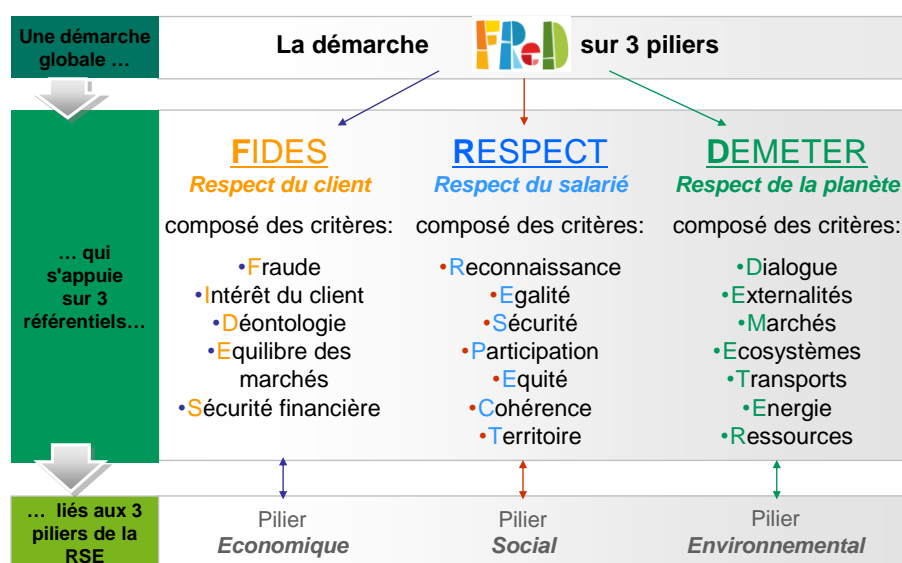 Une démarche
globale …
La démarche FReD sur 3 piliers
… qui
s'appuie
sur 3
référentiels…
FIDES
Respect du client
composé des critères:
•Fraude
•Intérêt du client
•Déontologie
•Equilibre des
marchés
•Sécurité financière
RESPECT
Respect du salarié
composé des critères:
•Reconnaissance
•Egalité
•Sécurité
•Participation
•Equité
•Cohérence
•Territoire
DEMETER
Respect de la planète
composé des critères:
•Dialogue
•Externalités
•Marchés
•Ecosystèmes
•Transports
•Energie
•Ressources
… liés aux 3
piliers de la
RSE
Pilier
Economique
Pilier
Social
Pilier
Environnemental